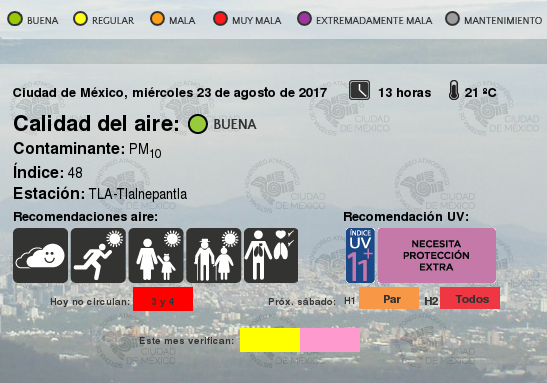 BUENA REGULAR MALA MUY MALA EXTREMADAMENTE MALA MANTENIMIENTO
Ciudad de México, miércoles 23 de agosto de 2017 13 horas 21 ºC
Calidad del aire: BUENA
Contaminante: PM10
Índice: 48
Estación: TLA-Tlalnepantla
Recomendaciones aire: Recomendación UV:
ÍNDICE UV 11+ NECESITA PROTECCIÓN EXTRA
Hoy no circulan: 3 y 4 Próx. sábado: H1 Par H2 Todos
Este mes verifican:
CIUDAD DE MÉXICO